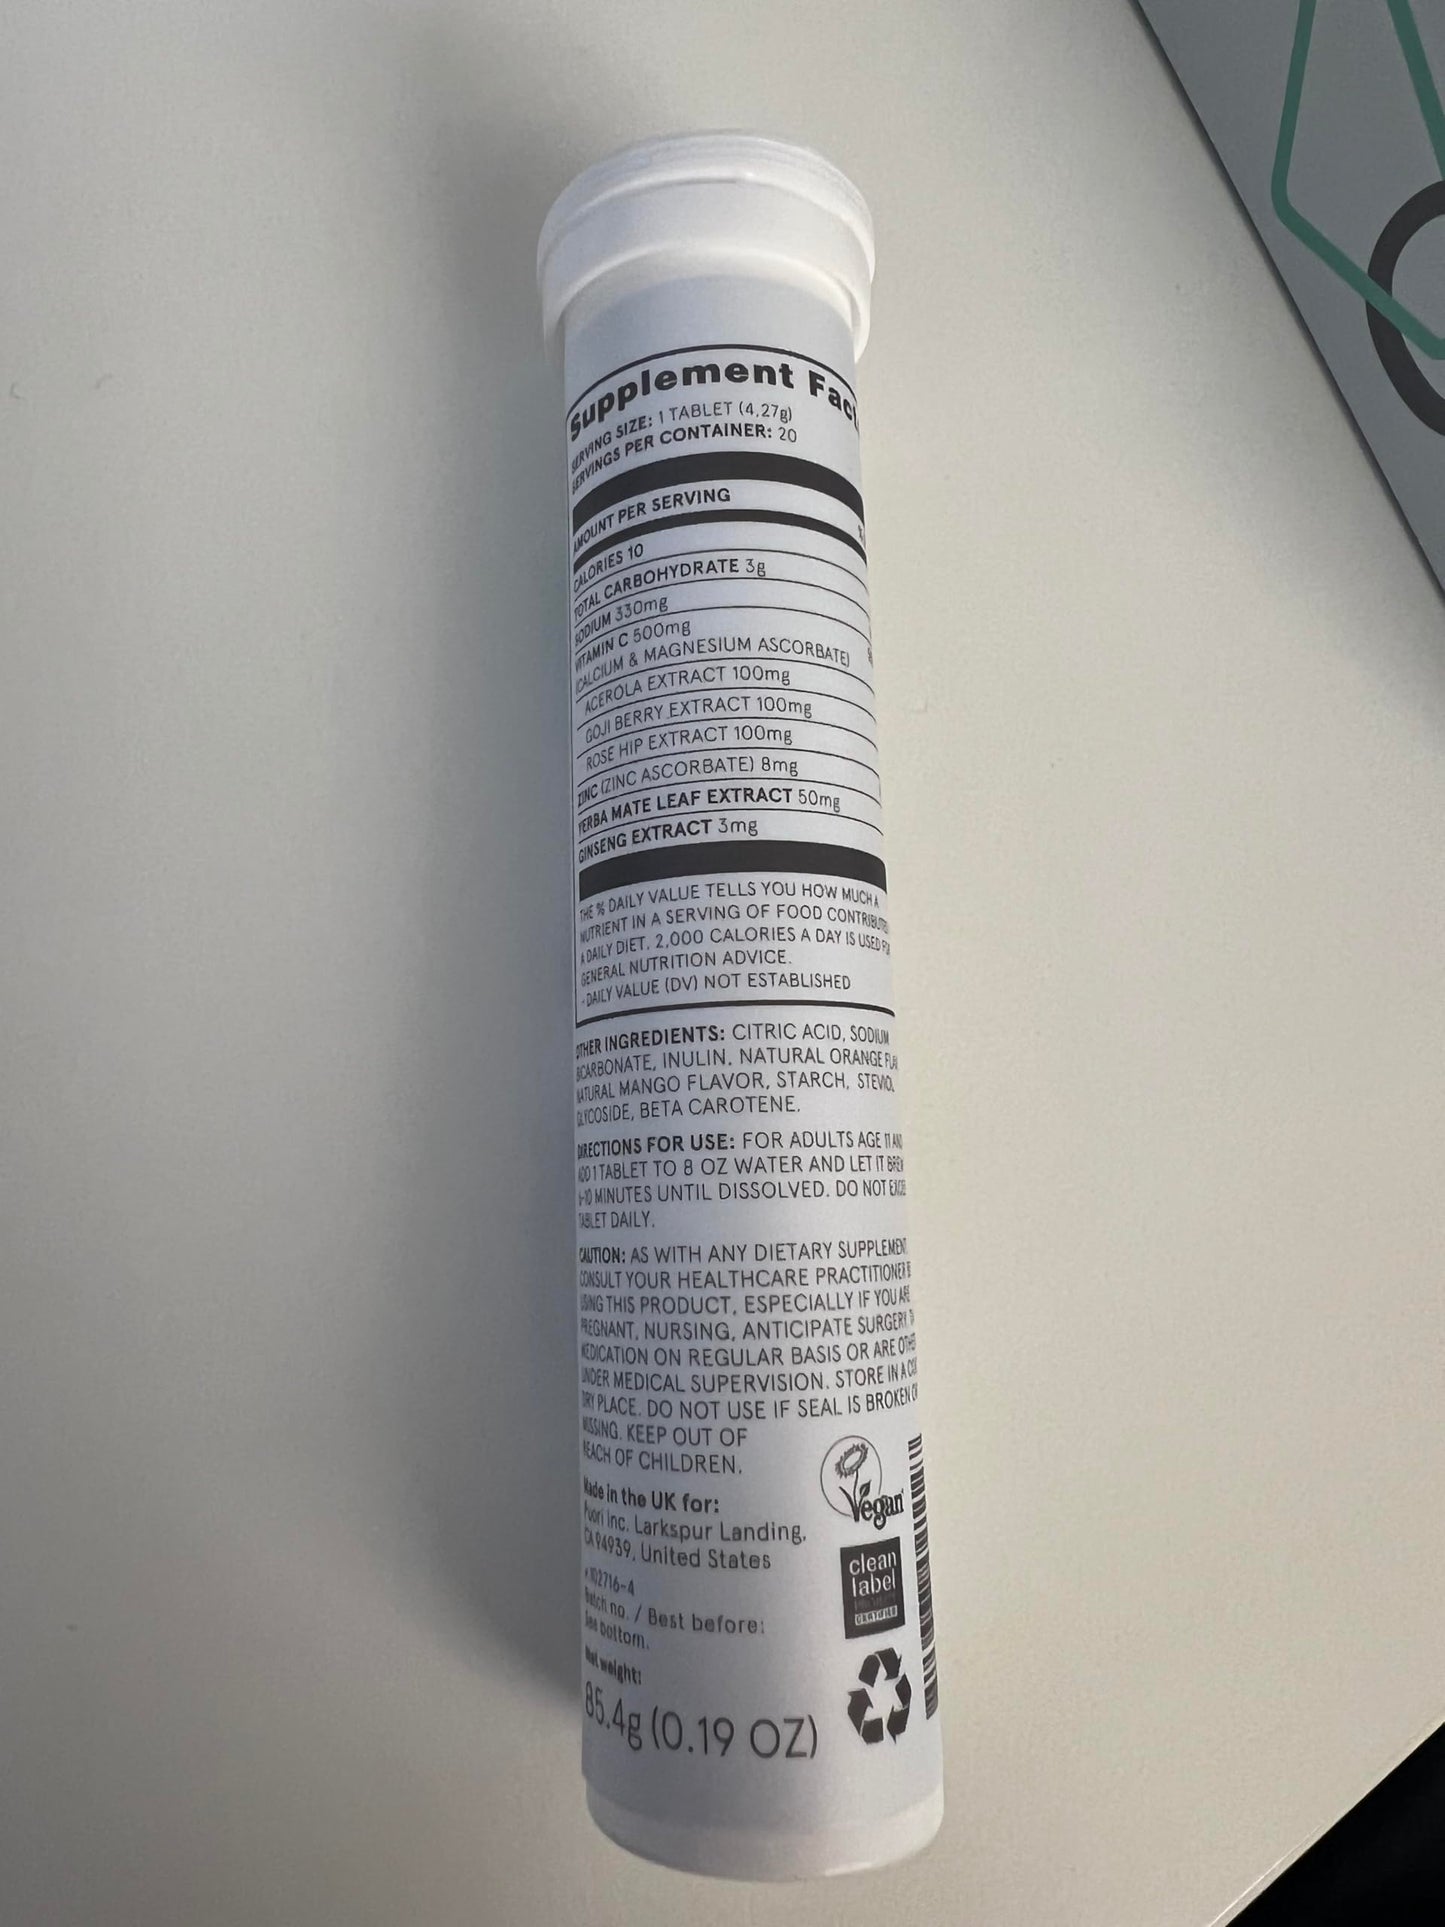 Supplement Fact
SERVING SIZE: 1 TABLET (4,27g)
SERVINGS PER CONTAINER: 20
AMOUNT PER SERVING
CALORIES 10
TOTAL CARBOHYDRATE 3g
SODIUM 330mg
VITAMIN C 500mg
(CALCIUM & MAGNESIUM ASCORBATE)
ACEROLA EXTRACT 100mg
GOJI BERRY EXTRACT 100mg
ROSE HIP EXTRACT 100mg
ZINC (ZINC ASCORBATE) 8mg
YERBA MATE LEAF EXTRACT 50mg
GINSENG EXTRACT 3mg
THE % DAILY VALUE TELLS YOU HOW MUCH A
NUTRIENT IN A SERVING OF FOOD CONTRIBUTES
A DAILY DIET. 2,000 CALORIES A DAY IS USED FOR
GENERAL NUTRITION ADVICE.
- DAILY VALUE (DV) NOT ESTABLISHED
OTHER INGREDIENTS: CITRIC ACID, SODIUM
BICARBONATE, INULIN, NATURAL ORANGE FLA
NATURAL MANGO FLAVOR, STARCH, STEVIOL
GLYCOSIDE, BETA CAROTENE.
DIRECTIONS FOR USE: FOR ADULTS AGE 11 AND
ADD 1 TABLET TO 8 OZ WATER AND LET IT BREW
MINUTES UNTIL DISSOLVED. DO NOT EXCEE
TABLET DAILY.
CAUTION: AS WITH ANY DIETARY SUPPLEMENT,
CONSULT YOUR HEALTHCARE PRACTITIONER BE
USING THIS PRODUCT, ESPECIALLY IF YOU ARE
PREGNANT, NURSING, ANTICIPATE SURGERY, TA
MEDICATION ON REGULAR BASIS OR ARE OTHE
UNDER MEDICAL SUPERVISION. STORE IN A COO
DRY PLACE. DO NOT USE IF SEAL IS BROKEN OR
MISSING. KEEP OUT OF
REACH OF CHILDREN.
Vegan
Made in the UK for:
Puori Inc. Larkspur Landing,
CA 94939, United States
clean
label
PROJECT
CERTIFIED
102716-4
Batch no. / Best before:
See bottom.
Net weight:
85.4g (0.19 OZ)